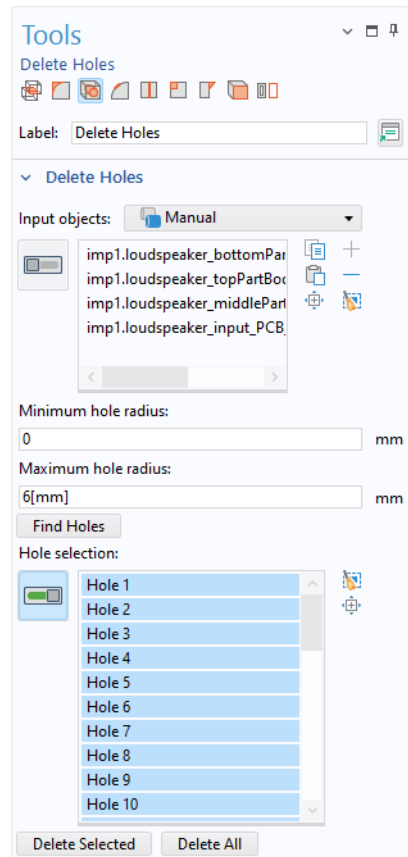 Tools
Delete Holes
Label: Delete Holes
Delete Holes
Input objects: Manual
imp1.loudspeaker_bottomPar
imp1.loudspeaker_topPartBod
imp1.loudspeaker_middlePart
imp1.loudspeaker_input_PCB_
Minimum hole radius:
0 mm
Maximum hole radius:
6[mm] mm
Find Holes
Hole selection:
Hole 1
Hole 2
Hole 3
Hole 4
Hole 5
Hole 6
Hole 7
Hole 8
Hole 9
Hole 10
Delete Selected Delete All